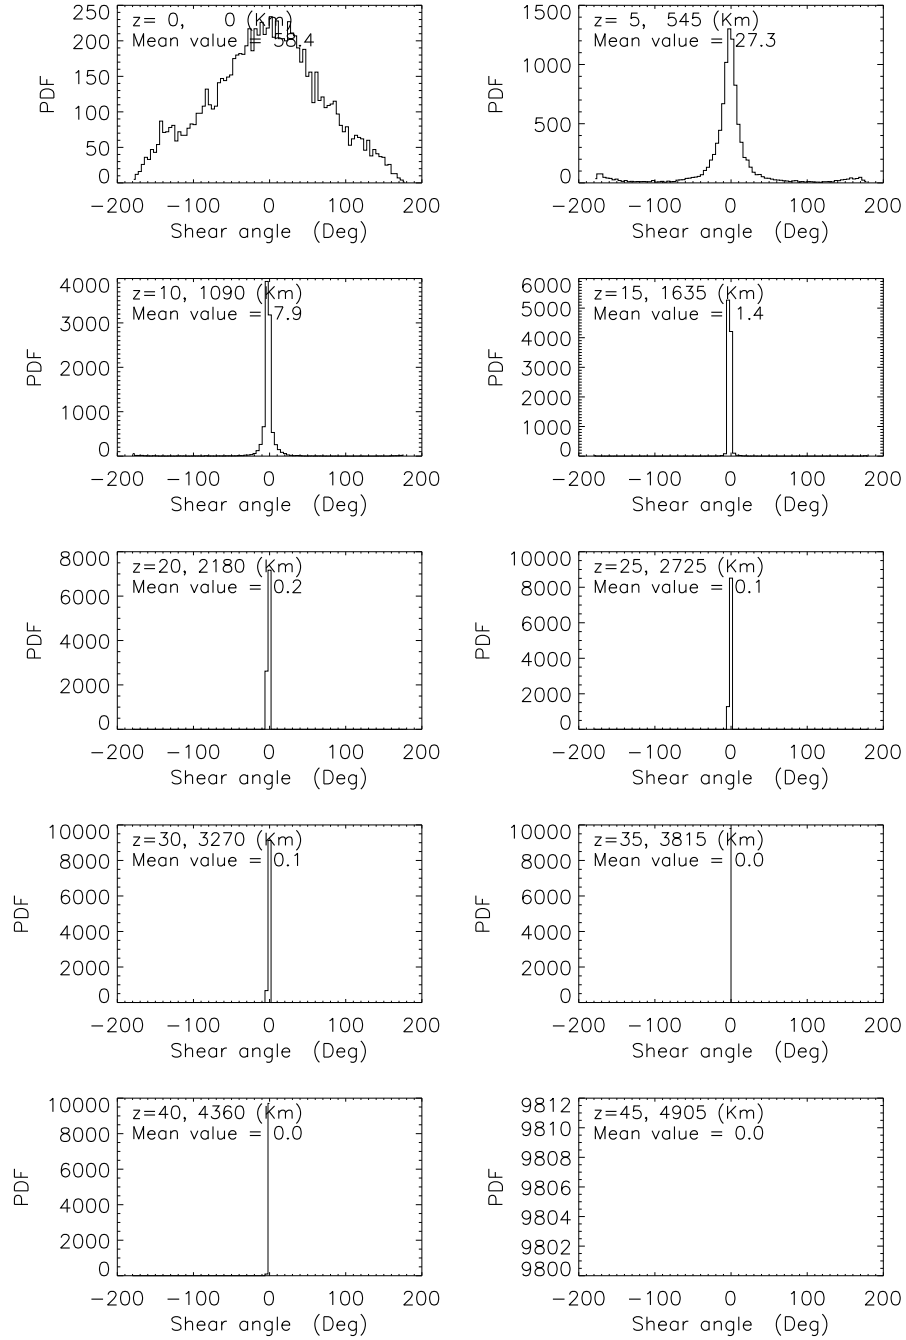 z= 0, 0 (Km)
Mean value = 58.4
250
200
150
100
50
0
PDF
−200 −100 0 100 200
Shear angle (Deg)
z= 5, 545 (Km)
Mean value = 27.3
1500
1000
500
0
PDF
−200 −100 0 100 200
Shear angle (Deg)
z=10, 1090 (Km)
Mean value = 7.9
4000
3000
2000
1000
0
PDF
−200 −100 0 100 200
Shear angle (Deg)
z=15, 1635 (Km)
Mean value = 1.4
6000
5000
4000
3000
2000
1000
0
PDF
−200 −100 0 100 200
Shear angle (Deg)
z=20, 2180 (Km)
Mean value = 0.2
8000
6000
4000
2000
0
PDF
−200 −100 0 100 200
Shear angle (Deg)
z=25, 2725 (Km)
Mean value = 0.1
10000
8000
6000
4000
2000
0
PDF
−200 −100 0 100 200
Shear angle (Deg)
z=30, 3270 (Km)
Mean value = 0.1
10000
8000
6000
4000
2000
0
PDF
−200 −100 0 100 200
Shear angle (Deg)
z=35, 3815 (Km)
Mean value = 0.0
10000
8000
6000
4000
2000
0
PDF
−200 −100 0 100 200
Shear angle (Deg)
z=40, 4360 (Km)
Mean value = 0.0
10000
8000
6000
4000
2000
0
PDF
−200 −100 0 100 200
Shear angle (Deg)
z=45, 4905 (Km)
Mean value = 0.0
9812
9810
9808
9806
9804
9802
9800
PDF
−200 −100 0 100 200
Shear angle (Deg)